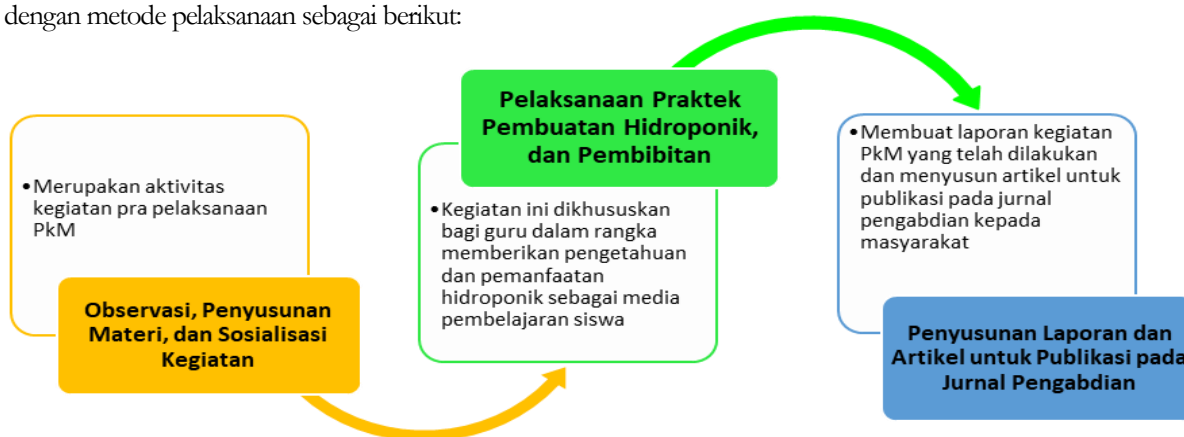 dengan metode pelaksanaan sebagai berikut:
•Merupakan aktivitas
kegiatan pra pelaksanaan
PkM
Observasi, Penyusunan
Materi, dan Sosialisasi
Kegiatan
Pelaksanaan Praktek
Pembuatan Hidroponik,
dan Pembibitan
•Kegiatan ini dikhususkan
bagi guru dalam rangka
memberikan pengetahuan
dan pemanfaatan
hidroponik sebagai media
pembelajaran siswa
•Membuat laporan kegiatan
PkM yang telah dilakukan
dan menyusun artikel untuk
publikasi pada jurnal
pengabdian kepada
masyarakat
Penyusunan Laporan dan
Artikel untuk Publikasi pada
Jurnal Pengabdian